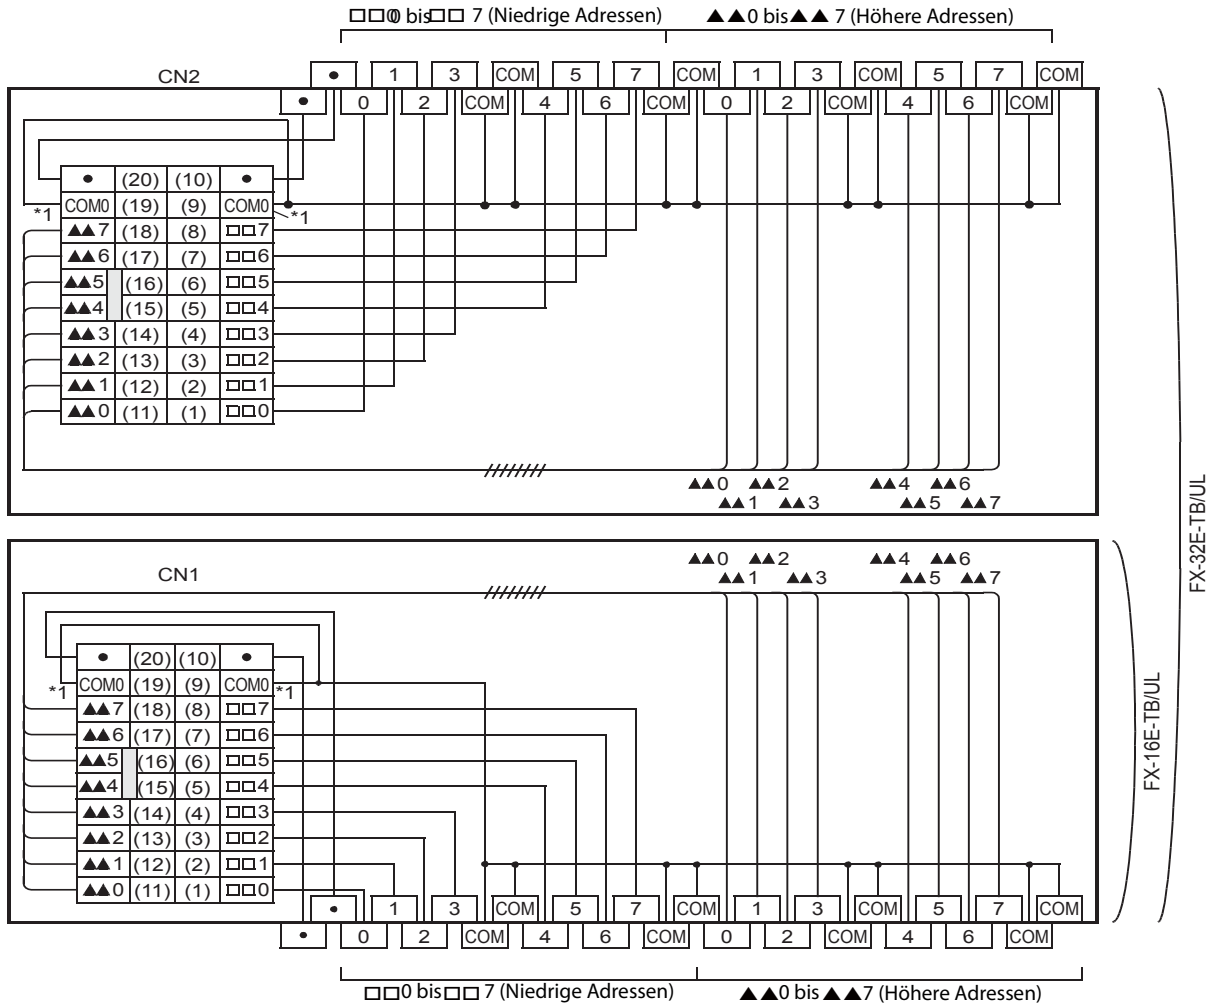 □□0 bis□□ 7 (Niedrige Adressen) ▲▲0 bis▲▲ 7 (Höhere Adressen)
CN2
• 1 3 COM 5 7 COM 1 3 COM 5 7 COM
• 0 2 COM 4 6 COM 0 2 COM 4 6 COM
• (20) (10) •
*1 COM0 (19) (9) COM0 *1
▲▲7 (18) (8) □□7
▲▲6 (17) (7) □□6
▲▲5 (16) (6) □□5
▲▲4 (15) (5) □□4
▲▲3 (14) (4) □□3
▲▲2 (13) (3) □□2
▲▲1 (12) (2) □□1
▲▲0 (11) (1) □□0
▲▲0 ▲▲2 ▲▲4 ▲▲6
▲▲1 ▲▲3 ▲▲5 ▲▲7
FX-32E-TB/UL
▲▲0 ▲▲2 ▲▲4 ▲▲6
CN1
▲▲1 ▲▲3 ▲▲5 ▲▲7
• (20) (10) •
*1 COM0 (19) (9) COM0 *1
▲▲7 (18) (8) □□7
▲▲6 (17) (7) □□6
▲▲5 (16) (6) □□5
▲▲4 (15) (5) □□4
▲▲3 (14) (4) □□3
▲▲2 (13) (3) □□2
▲▲1 (12) (2) □□1
▲▲0 (11) (1) □□0
FX-16E-TB/UL
• 1 3 COM 5 7 COM 1 3 COM 5 7 COM
• 0 2 COM 4 6 COM 0 2 COM 4 6 COM
□□0 bis□□ 7 (Niedrige Adressen) ▲▲0 bis ▲▲7 (Höhere Adressen)